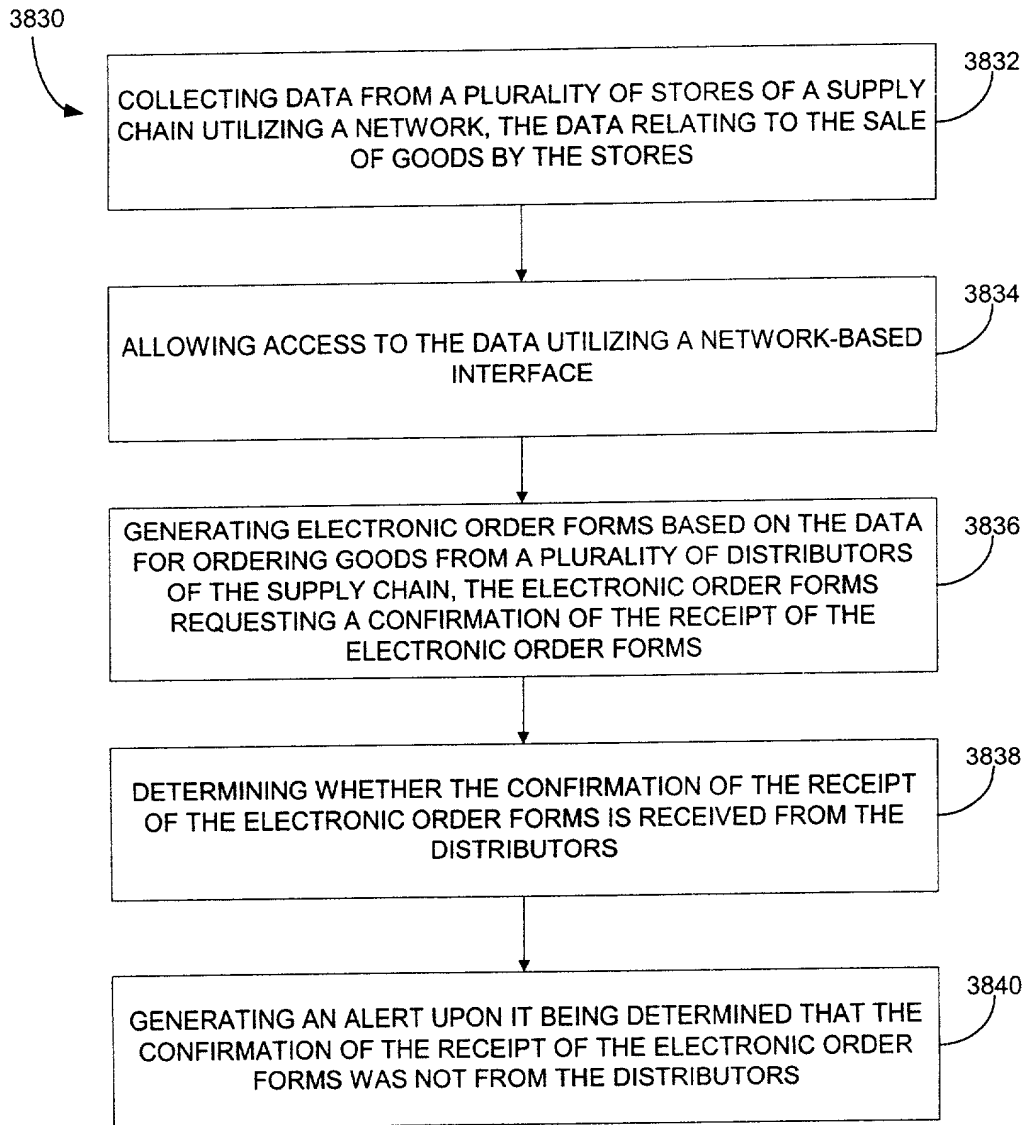 3830
3832
COLLECTING DATA FROM A PLURALITY OF STORES OF A SUPPLY
CHAIN UTILIZING A NETWORK, THE DATA RELATING TO THE SALE
OF GOODS BY THE STORES
3834
ALLOWING ACCESS TO THE DATA UTILIZING A NETWORK-BASED
INTERFACE
3836
GENERATING ELECTRONIC ORDER FORMS BASED ON THE DATA
FOR ORDERING GOODS FROM A PLURALITY OF DISTRIBUTORS
OF THE SUPPLY CHAIN, THE ELECTRONIC ORDER FORMS
REQUESTING A CONFIRMATION OF THE RECEIPT OF THE
ELECTRONIC ORDER FORMS
3838
DETERMINING WHETHER THE CONFIRMATION OF THE RECEIPT
OF THE ELECTRONIC ORDER FORMS IS RECEIVED FROM THE
DISTRIBUTORS
3840
GENERATING AN ALERT UPON IT BEING DETERMINED THAT THE
CONFIRMATION OF THE RECEIPT OF THE ELECTRONIC ORDER
FORMS WAS NOT FROM THE DISTRIBUTORS